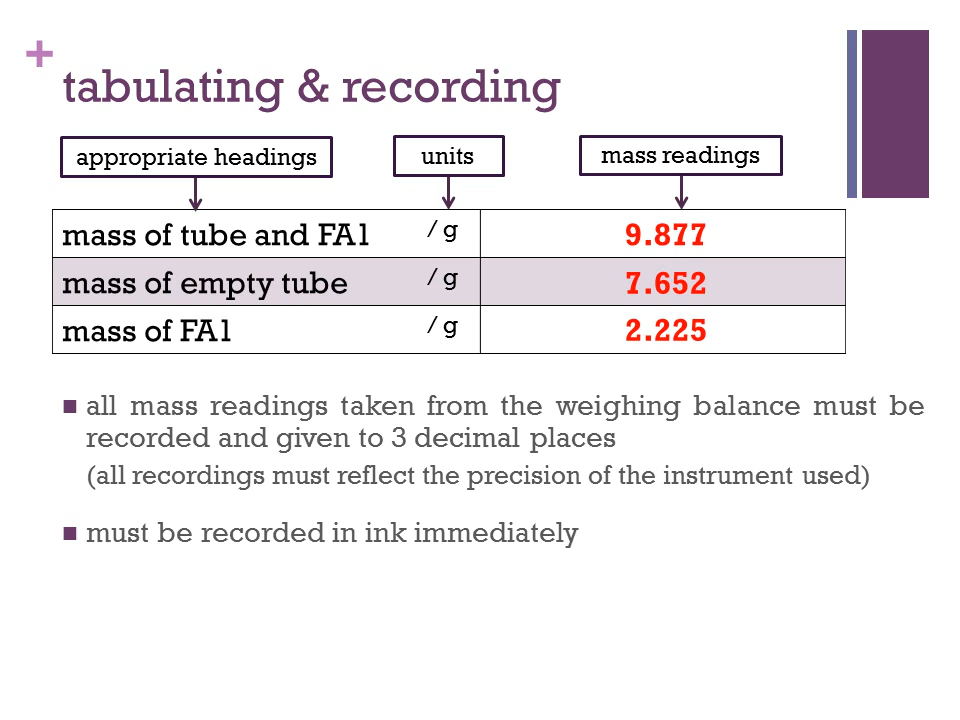 +
tabulating & recording
appropriate headings
units
mass readings
mass of tube and FA1 / g 9.877
mass of empty tube / g 7.652
mass of FA1 / g 2.225
■ all mass readings taken from the weighing balance must be
recorded and given to 3 decimal places
(all recordings must reflect the precision of the instrument used)
■ must be recorded in ink immediately